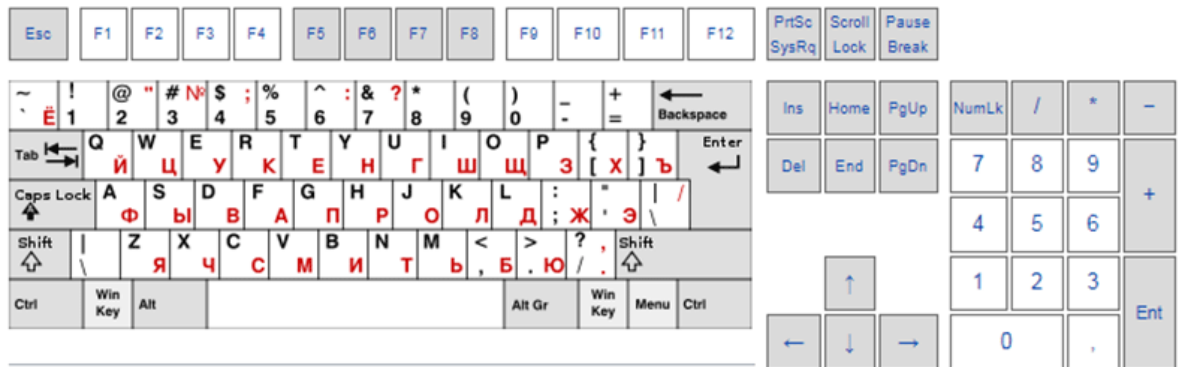 Esc F1 F2 F3 F4 F5 F6 F7 F8 F9 F10 F11 F12 PrtSc SysRq Scroll Lock Pause Break
~ ` Ё ! 1 @ " 2 # № 3 $ ; 4 % 5 ^ : 6 & ? 7 * 8 ( 9 ) 0 _ - + = ← Backspace Ins Home PgUp NumLk / * −
Tab Q Й W Ц E У R К T Е Y Н U Г I Ш O Щ P З { [ Х } ] Ъ Enter Del End PgDn 7 8 9 +
Caps Lock A Ф S Ы D В F А G П H Р J О K Л L Д : ; Ж " ' Э | / \ 4 5 6
Shift | \ Z Я X Ч C С V М B И N Т M Ь < , Б > . Ю ? , / . Shift ↑ 1 2 3 Ent
Ctrl Win Key Alt Alt Gr Win Key Menu Ctrl ← ↓ → 0 ,